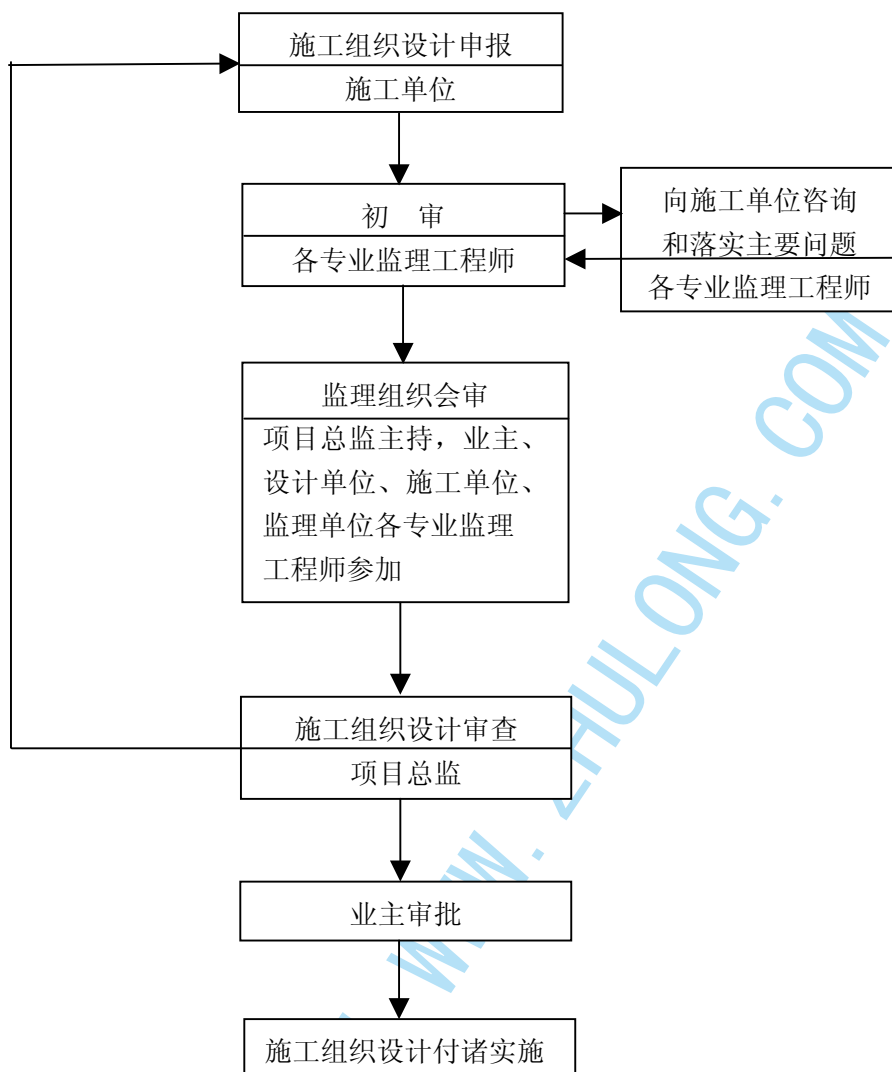 施工组织设计申报
施工单位
初 审
各专业监理工程师
向施工单位咨询
和落实主要问题
各专业监理工程师
监理组织会审
项目总监主持，业主、
设计单位、施工单位、
监理单位各专业监理
工程师参加
施工组织设计审查
项目总监
业主审批
施工组织设计付诸实施
WWW. ZHULONG. COM